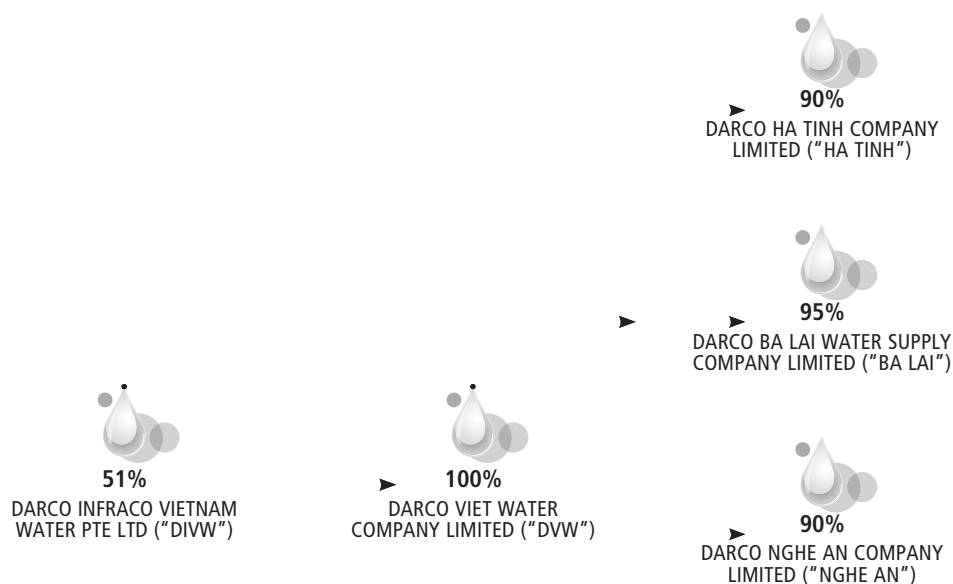 90%
DARCO HA TINH COMPANY
LIMITED (“HA TINH”)
95%
DARCO BA LAI WATER SUPPLY
COMPANY LIMITED (“BA LAI”)
51%
DARCO INFRACO VIETNAM
WATER PTE LTD (“DIVW”)
100%
DARCO VIET WATER
COMPANY LIMITED (“DVW”)
90%
DARCO NGHE AN COMPANY
LIMITED (“NGHE AN”)